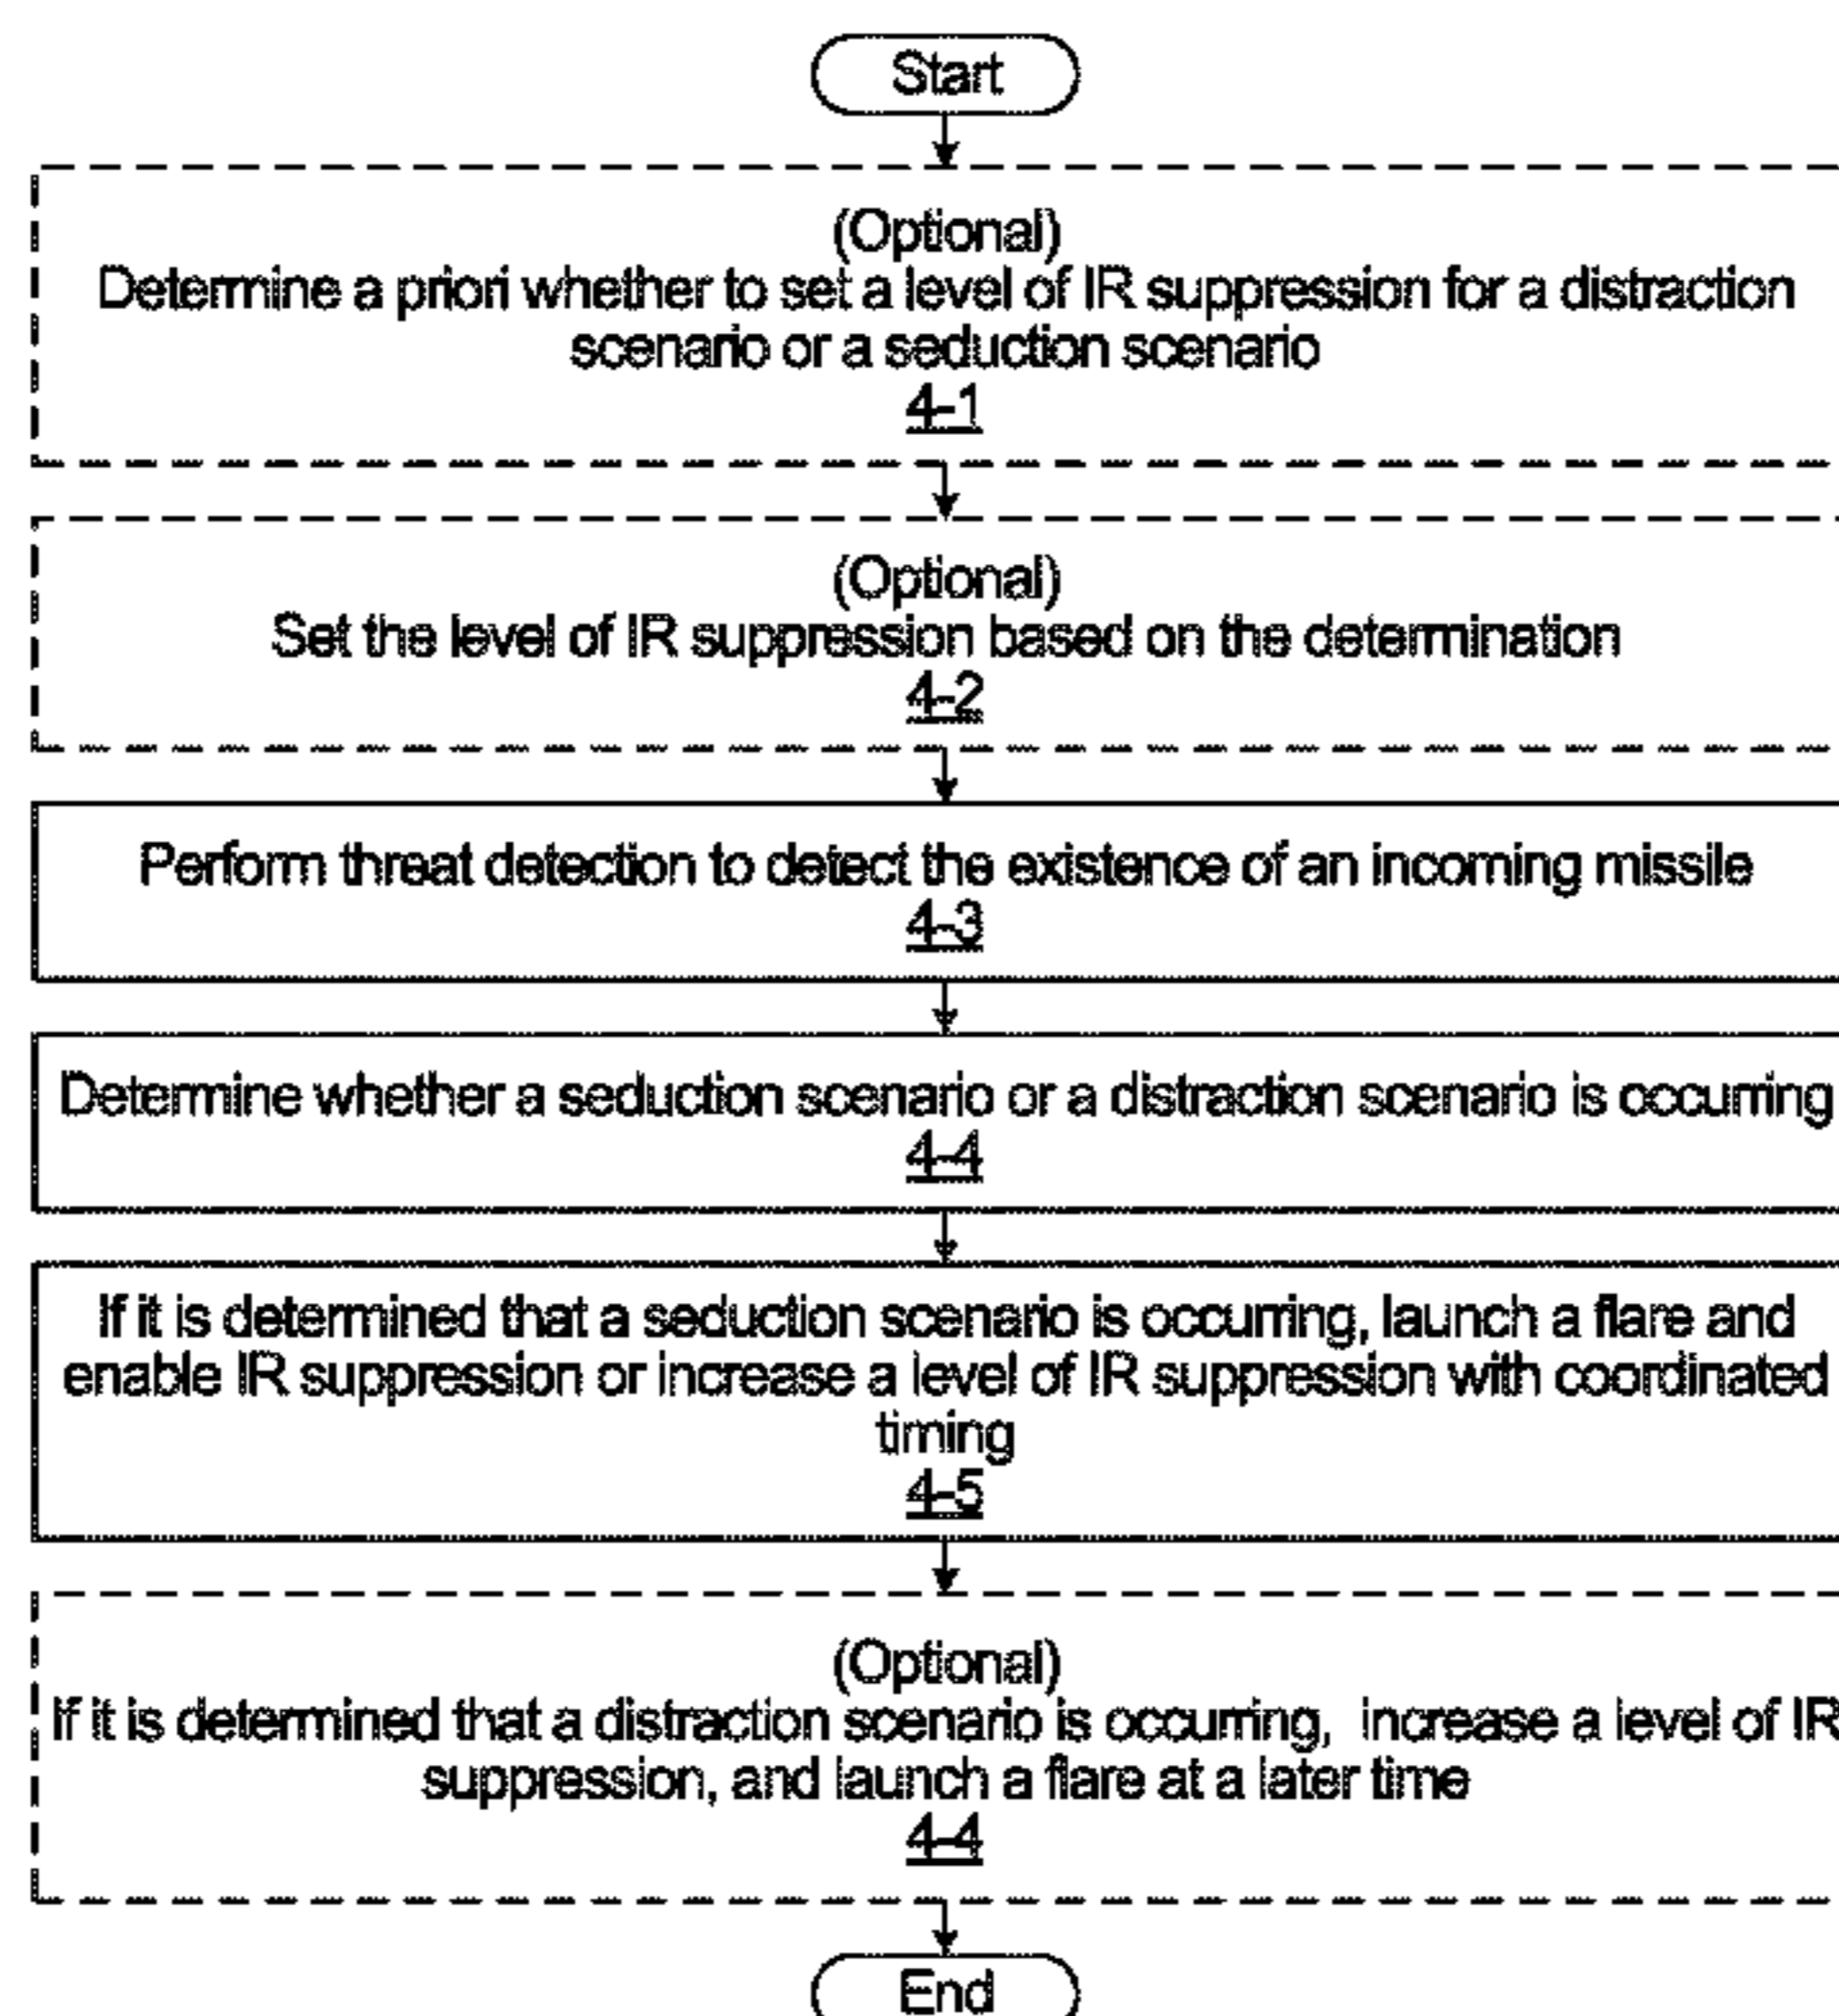 Start
(Optional)
Determine a priori whether to set a level of IR suppression for a distraction
scenario or a seduction scenario
4-1
(Optional)
Set the level of IR suppression based on the determination
4-2
Perform threat detection to detect the existence of an incoming missile
4-3
Determine whether a seduction scenario or a distraction scenario is occurring
4-4
If it is determined that a seduction scenario is occurring, launch a flare and
enable IR suppression or increase a level of IR suppression with coordinated
timing
4-5
(Optional)
If it is determined that a distraction scenario is occurring, increase a level of IR
suppression, and launch a flare at a later time
4-4
End